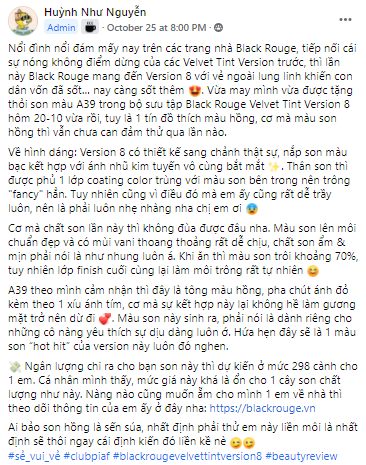 Huỳnh Như Nguyễn
Admin · October 25 at 8:00 PM ·
Nổi đình nổi đám mấy nay trên các trang nhà Black Rouge, tiếp nối cái
sự nóng không điểm dừng của các Velvet Tint Version trước, thì lần
này Black Rouge mang đến Version 8 với vẻ ngoài lung linh khiến con
dân vốn đã sốt... nay càng sốt thêm 😍. Vừa may mình vừa được tặng
thỏi son màu A39 trong bộ sưu tập Black Rouge Velvet Tint Version 8
hôm 20-10 vừa rồi, tuy là 1 tín đồ thích màu hồng, cơ mà màu son
hồng thì vẫn chưa can đảm thử qua lần nào.
Về hình dáng: Version 8 có thiết kế sang chảnh thật sự, nắp son màu
bạc kết hợp với ánh nhũ kim tuyến vô cùng bắt mắt ✨. Thân son thì
được phủ 1 lớp coating color trùng với màu son bên trong nên trông
"fancy" hẳn. Tuy nhiên cũng vì điều đó mà em ấy cũng rất dễ trầy
luôn, nên là phải luôn nhẹ nhàng nha chị em ơi 😰
Cơ mà chất son lần này thì không đùa được đâu nha. Màu son lên môi
chuẩn đẹp và có mùi vani thoang thoảng rất dễ chịu, chất son ẩm &
mịn phải nói là như nhung luôn á. Khi ăn thì màu son trôi khoảng 70%,
tuy nhiên lớp finish cuối cùng lại làm môi trông rất tự nhiên 😊
A39 theo mình cảm nhận thì đây là tông màu hồng, pha chút ánh đỏ
kèm theo 1 xíu ánh tím, cơ mà sự kết hợp này lại không hề làm gương
mặt trở nên dừ đi 💕. Màu son này sinh ra, phải nói là dành riêng cho
những cô nàng yêu thích sự dịu dàng luôn ớ. Hứa hẹn đây sẽ là 1 màu
son "hot hit" của version này luôn đó nghen.
💸 Ngân lượng chi ra cho bạn son này thì dự kiến ở mức 298 cành cho
1 em. Cá nhân mình thấy, mức giá này khá là ổn cho 1 cây son chất
lượng như này. Nàng nào cũng muốn ẵm cho mình 1 em về nhà thì
theo dõi thông tin của em ấy ở đây nha: https://blackrouge.vn
Ai bảo son hồng là sến súa, nhất định phải thử em này liền môi là nhất
định sẽ thôi ngay cái định kiến đó liền kề nè 😉😉
#sẻ_vui_vẻ #clubpiaf #blackrougevelvettintversion8 #beautyreview